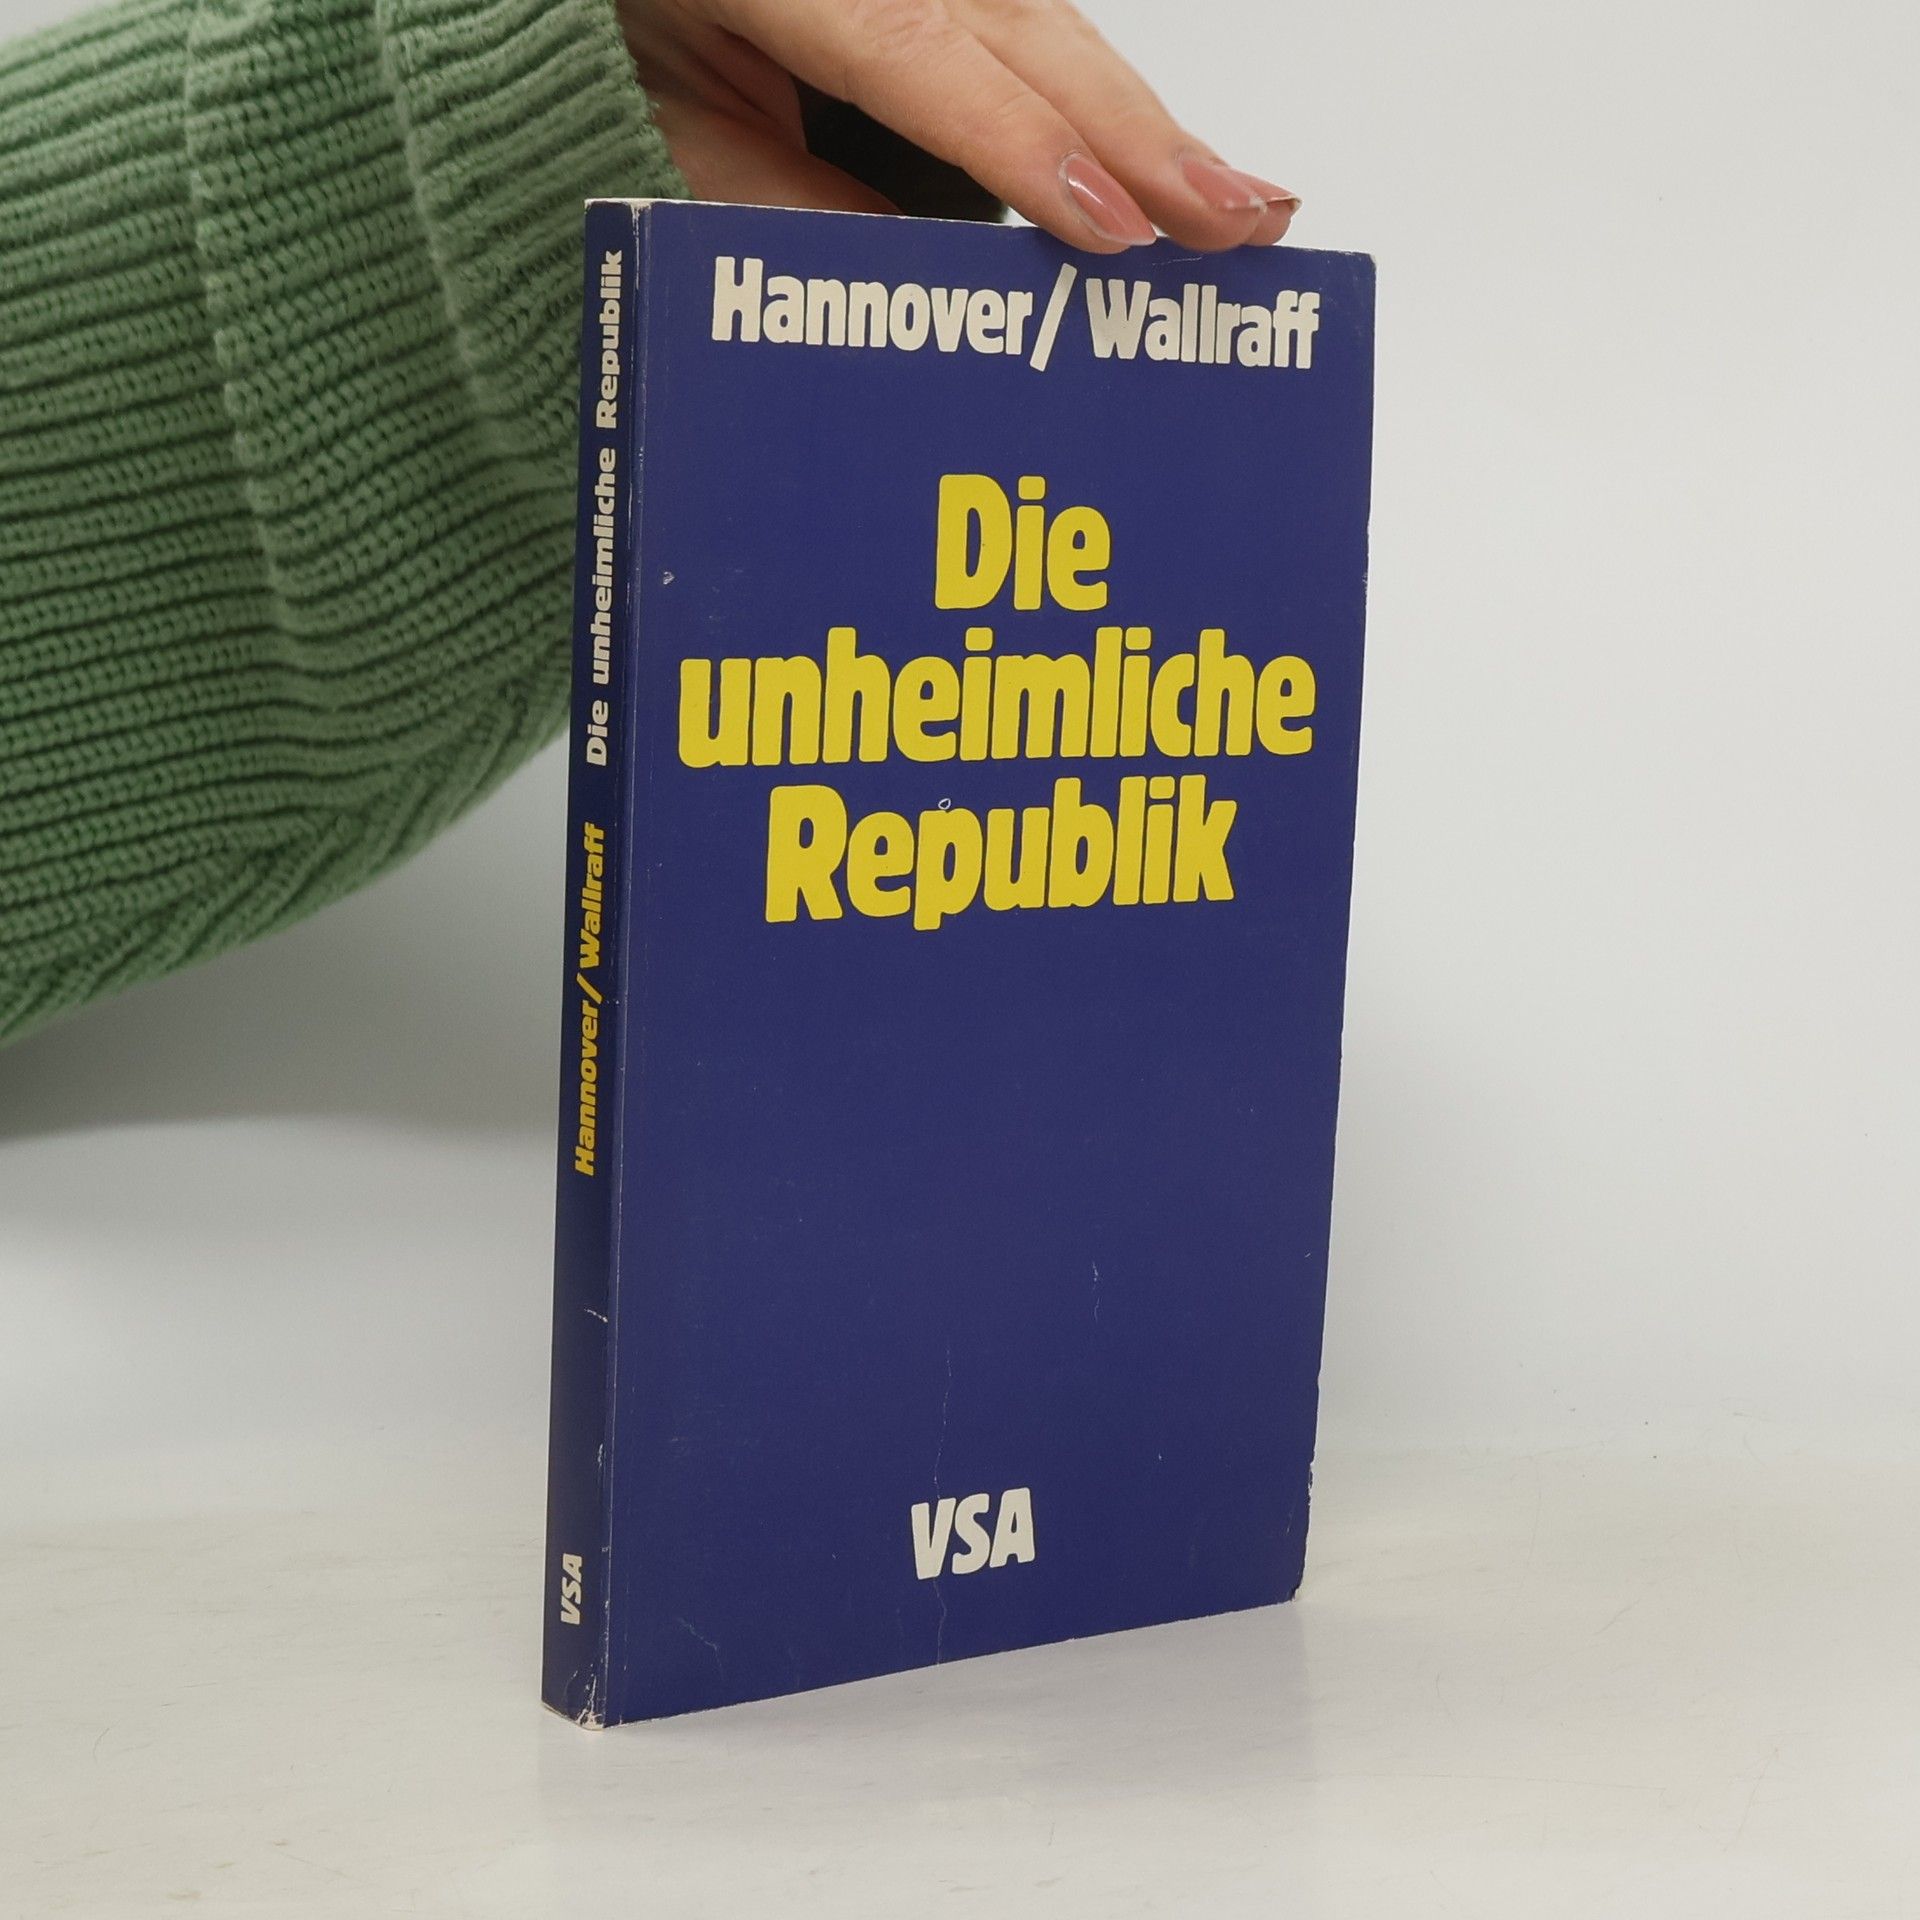 Hannover/Wallraff
Die
unheimliche
Republik
VSA
Hannover/Wallraff Die unheimliche Republik
VSA